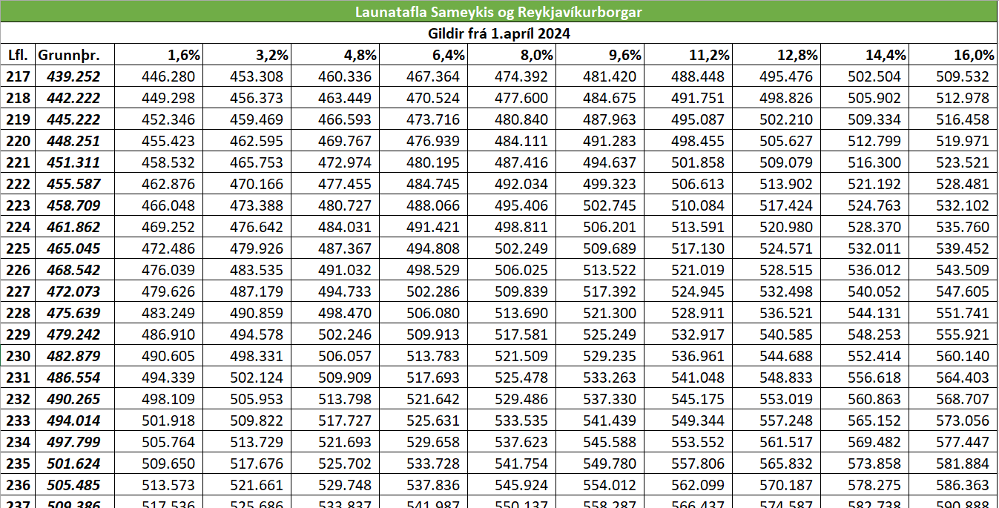 Launatafla Sameykis og Reykjavíkurborgar
Gildir frá 1.apríl 2024
Lfl. Grunnþr. 1,6% 3,2% 4,8% 6,4% 8,0% 9,6% 11,2% 12,8% 14,4% 16,0%
217 439.252 446.280 453.308 460.336 467.364 474.392 481.420 488.448 495.476 502.504 509.532
218 442.222 449.298 456.373 463.449 470.524 477.600 484.675 491.751 498.826 505.902 512.978
219 445.222 452.346 459.469 466.593 473.716 480.840 487.963 495.087 502.210 509.334 516.458
220 448.251 455.423 462.595 469.767 476.939 484.111 491.283 498.455 505.627 512.799 519.971
221 451.311 458.532 465.753 472.974 480.195 487.416 494.637 501.858 509.079 516.300 523.521
222 455.587 462.876 470.166 477.455 484.745 492.034 499.323 506.613 513.902 521.192 528.481
223 458.709 466.048 473.388 480.727 488.066 495.406 502.745 510.084 517.424 524.763 532.102
224 461.862 469.252 476.642 484.031 491.421 498.811 506.201 513.591 520.980 528.370 535.760
225 465.045 472.486 479.926 487.367 494.808 502.249 509.689 517.130 524.571 532.011 539.452
226 468.542 476.039 483.535 491.032 498.529 506.025 513.522 521.019 528.515 536.012 543.509
227 472.073 479.626 487.179 494.733 502.286 509.839 517.392 524.945 532.498 540.052 547.605
228 475.639 483.249 490.859 498.470 506.080 513.690 521.300 528.911 536.521 544.131 551.741
229 479.242 486.910 494.578 502.246 509.913 517.581 525.249 532.917 540.585 548.253 555.921
230 482.879 490.605 498.331 506.057 513.783 521.509 529.235 536.961 544.688 552.414 560.140
231 486.554 494.339 502.124 509.909 517.693 525.478 533.263 541.048 548.833 556.618 564.403
232 490.265 498.109 505.953 513.798 521.642 529.486 537.330 545.175 553.019 560.863 568.707
233 494.014 501.918 509.822 517.727 525.631 533.535 541.439 549.344 557.248 565.152 573.056
234 497.799 505.764 513.729 521.693 529.658 537.623 545.588 553.552 561.517 569.482 577.447
235 501.624 509.650 517.676 525.702 533.728 541.754 549.780 557.806 565.832 573.858 581.884
236 505.485 513.573 521.661 529.748 537.836 545.924 554.012 562.099 570.187 578.275 586.363
237 509.386 517.536 525.686 533.837 541.987 550.137 558.287 566.437 574.587 582.738 590.888